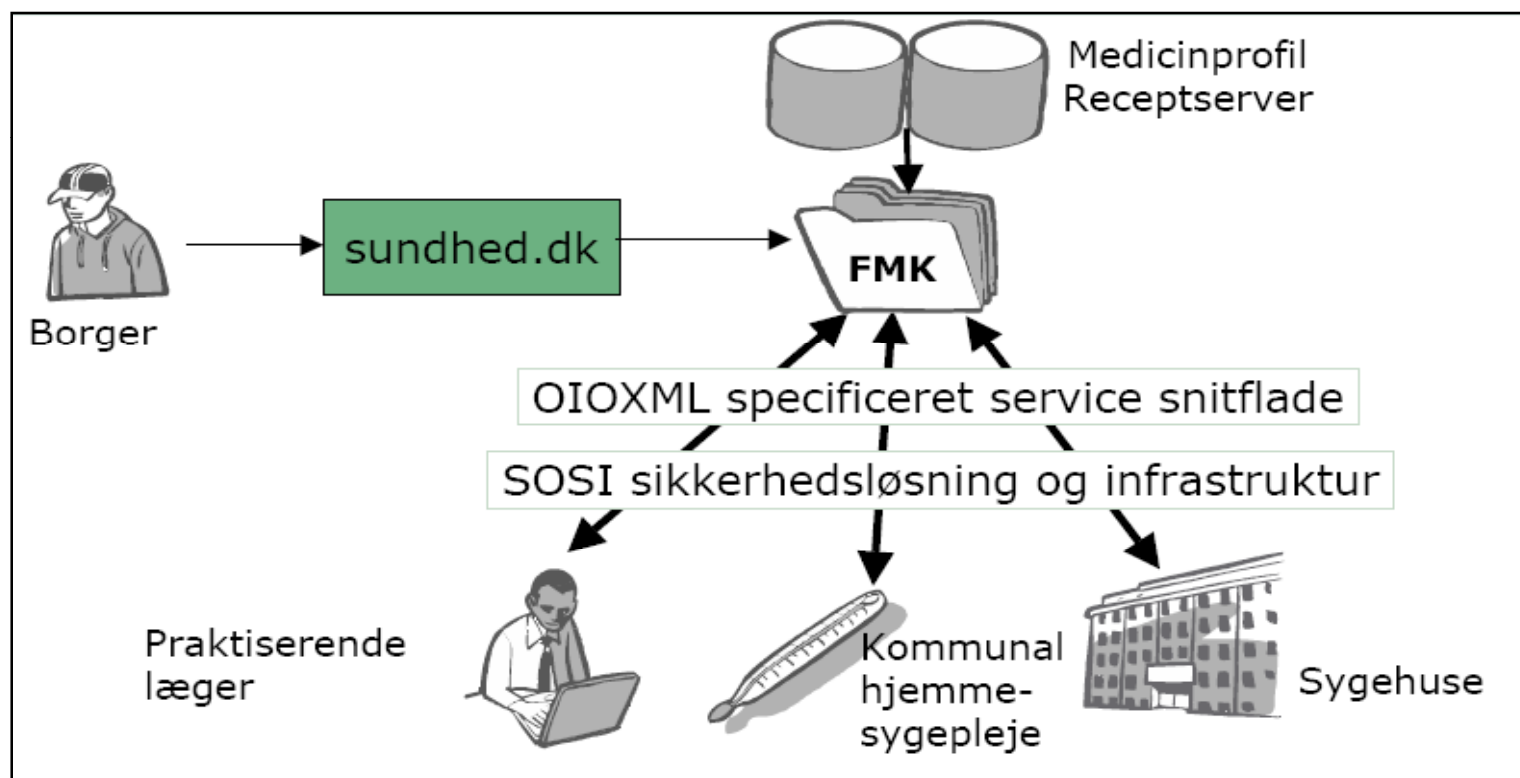 Medicinprofil
Receptserver
sundhed.dk
FMK
Borger
OIOXML specificeret service snitflade
SOSI sikkerhedsløsning og infrastruktur
Praktiserende
læger
Kommunal
hjemme-
sygepleje
Sygehuse